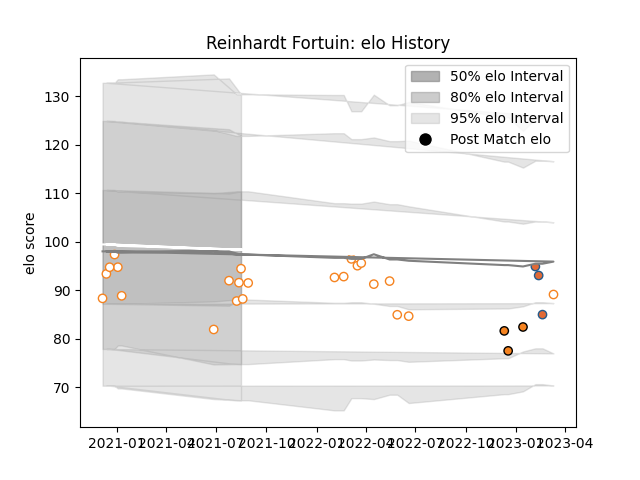 Reinhardt Fortuin: elo History
50% elo Interval
80% elo Interval
95% elo Interval
Post Match elo
elo score
130
120
110
100
90
80
70
2021-01 2021-04 2021-07 2021-10 2022-01 2022-04 2022-07 2022-10 2023-01 2023-04